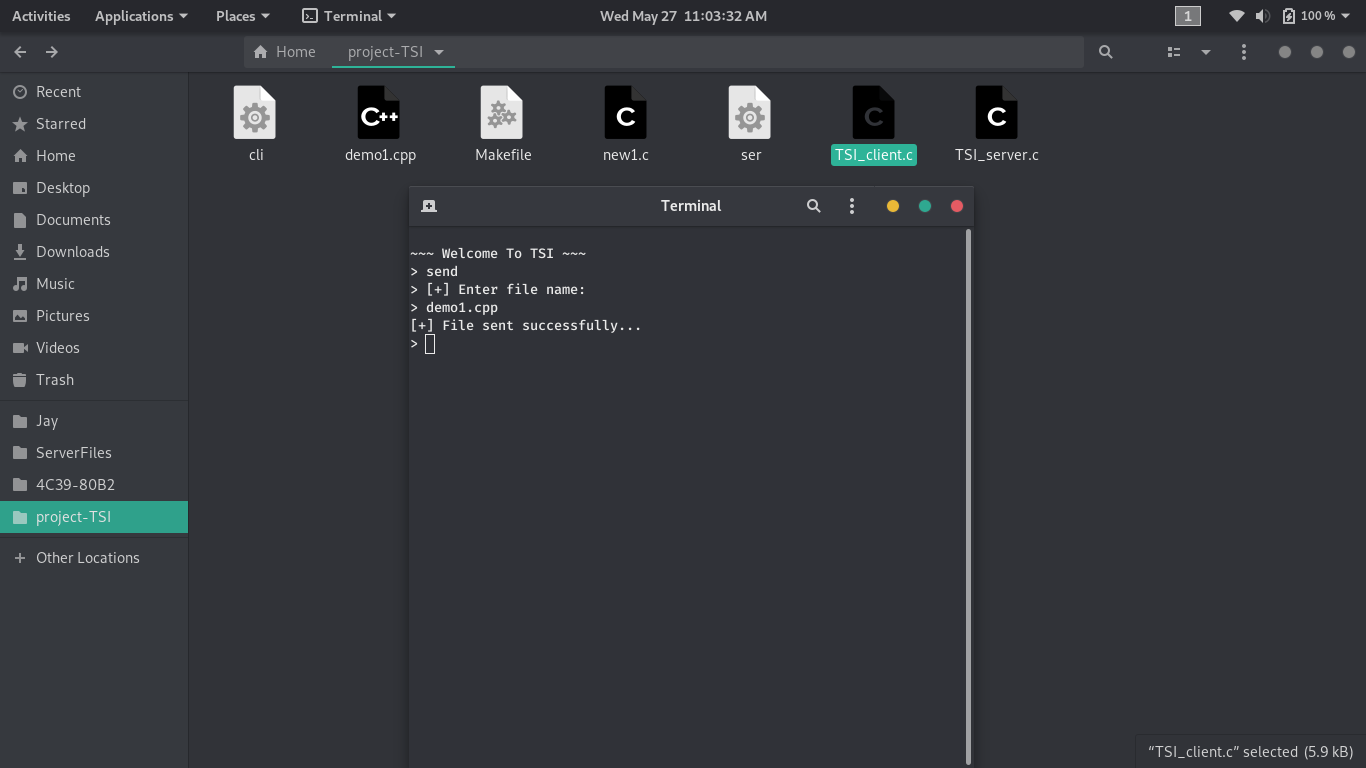 Activities Applications Places Terminal Wed May 27 11:03:32 AM 1 100 %
Home project-TSI
Recent
Starred
Home
Desktop
Documents
Downloads
Music
Pictures
Videos
Trash
Jay
ServerFiles
4C39-80B2
project-TSI
Other Locations
C++ C C C
cli demo1.cpp Makefile new1.c ser TSI_client.c TSI_server.c
Terminal
~~~ Welcome To TSI ~~~
> send
> [+] Enter file name:
> demo1.cpp
[+] File sent successfully...
>
“TSI_client.c” selected (5.9 kB)